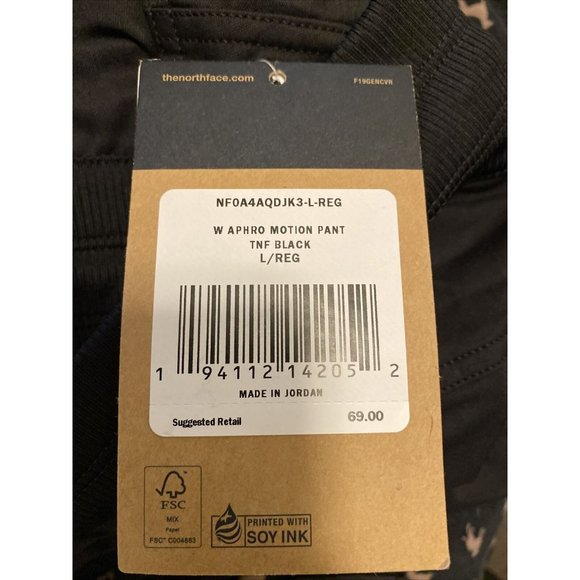 thenorthface.com F19GENCVR
NF0A4AQDJK3-L-REG
W APHRO MOTION PANT
TNF BLACK
L/REG
1 94112 14205 2
MADE IN JORDAN
Suggested Retail 69.00
FSC
MIX
Paper
FSC® C004683
PRINTED WITH
SOY INK